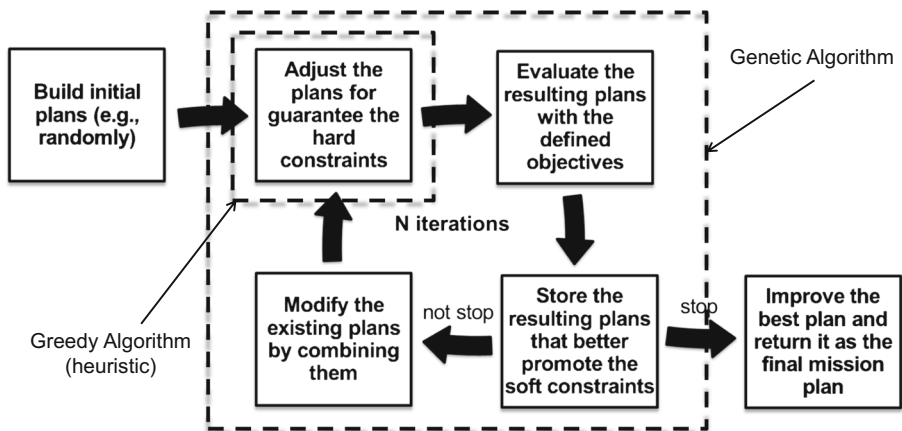 Build initial
plans (e.g.,
randomly)
Adjust the
plans for
guarantee the
hard
constraints
Evaluate the
resulting plans
with the
defined
objectives
Genetic Algorithm
N iterations
Greedy Algorithm
(heuristic)
Modify the
existing plans
by combining
them
not stop
Store the
resulting plans
that better
promote the
soft constraints
stop
Improve the
best plan and
return it as the
final mission
plan